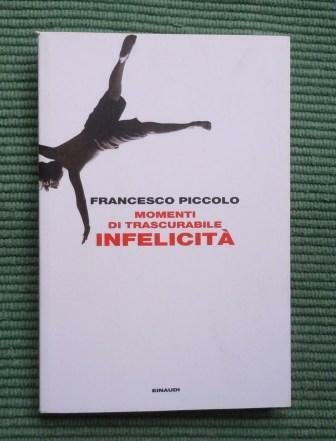 FRANCESCO PICCOLO
MOMENTI
DI TRASCURABILE
INFELICITÀ
EINAUDI